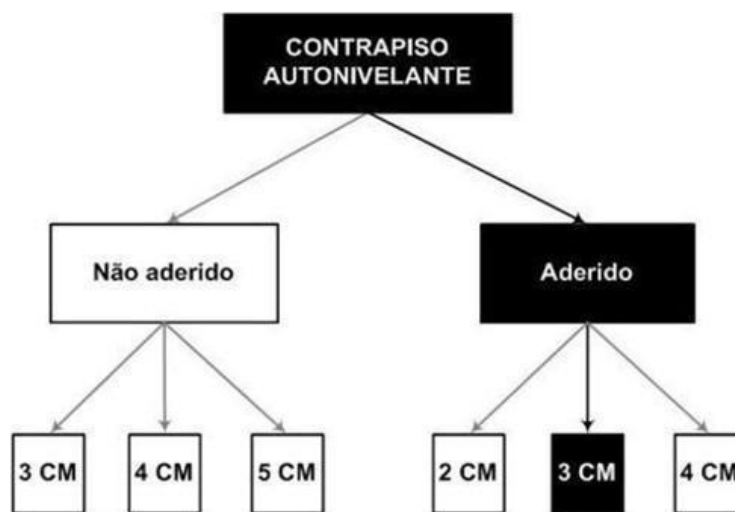 CONTRAPISO
AUTONIVELANTE
Não aderido
Aderido
3 CM
4 CM
5 CM
2 CM
3 CM
4 CM